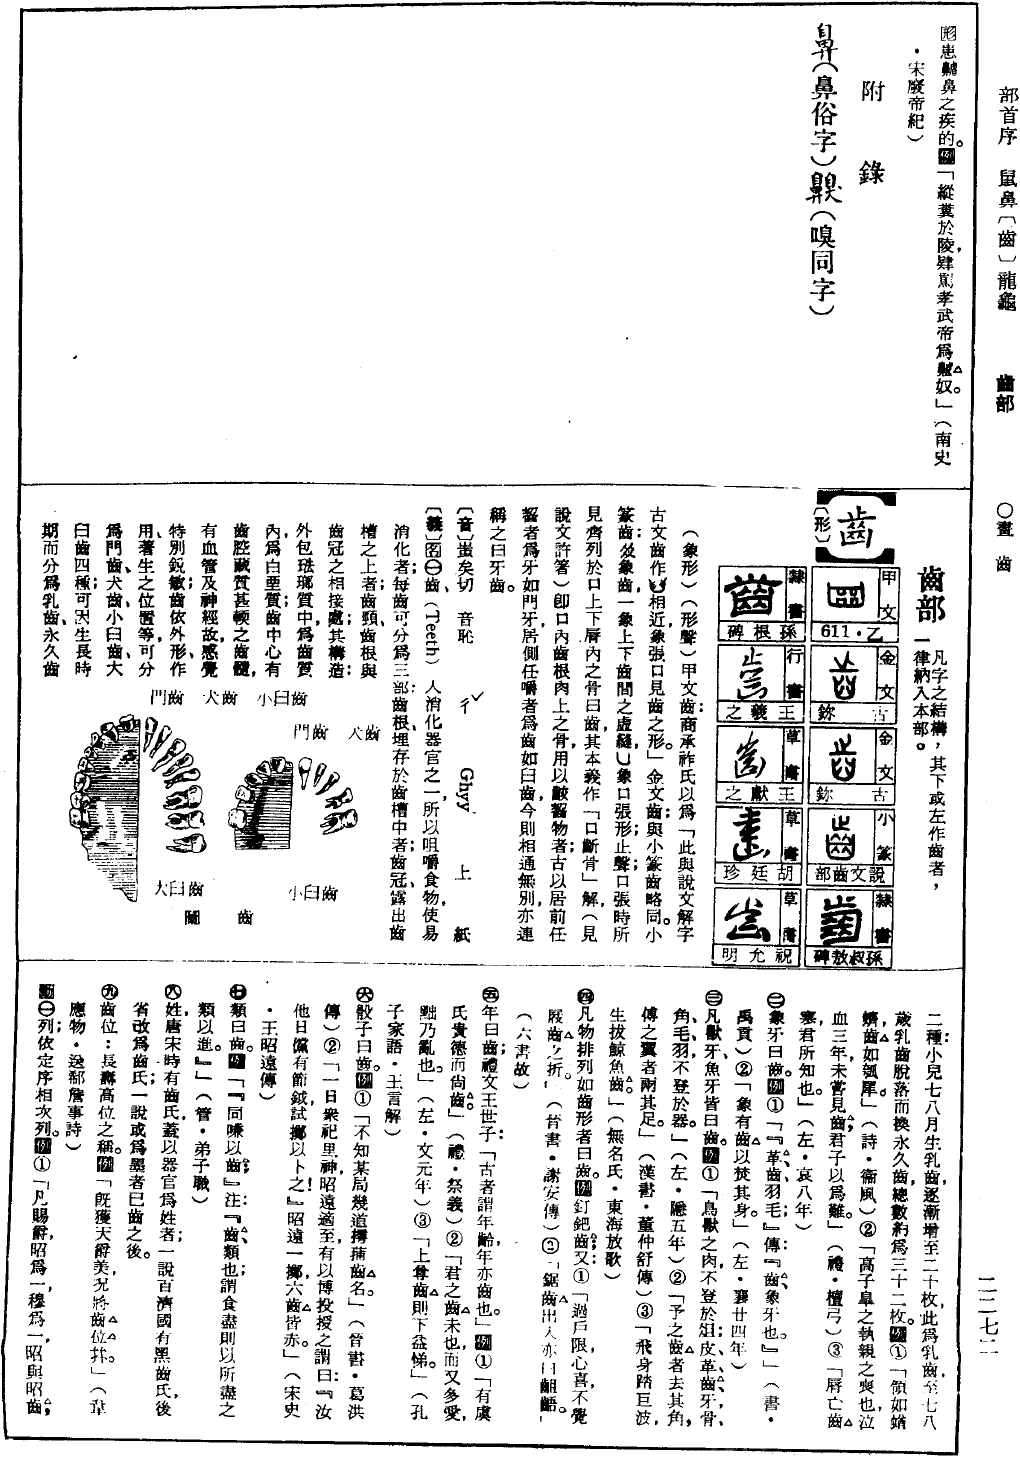 部首序 鼠鼻〔齒〕龍龜 齒部 ○畫 齒
二二七二
形患齇鼻之疾的。例「縱糞於陵,肆罵孝武帝爲齇奴。」(南史
・宋廢帝紀)
附 錄
鼻(鼻俗字)齅(嗅同字)
齒部 凡字之結構,其下或左作齒者,
一律納入本部。
齒
〔形〕
甲文
乙・611
金文
古鉨
金文
古鉨
小篆
說文齒部
隸書
孫叔敖碑
隸書
孫根碑
行書
王羲之
草書
王獻之
草書
胡廷珍
草書
祝允明
(象形)(形聲)甲文齒:商承祚氏以爲「此與說文解字
古文齒作相近,象張口見齒之形。」金文齒:與小篆齒略同。小
篆齒:象齒,一象上下齒間之虛縫,凵象口張形;止聲;口張時所
見齊列於口上下脣內之骨曰齒,其本義作「口齗骨」解(見
說文許箸)卽口內齒根肉上之骨,用以齩齧物者;古以居前任
齧者爲牙如門牙,居側任嚼者爲齒如臼齒;今則相通無別,亦連
稱之曰牙齒。
〔音〕蚩矣切 音恥 ㄔˇ Chyy 上 紙
〔義〕名㊀齒(Teeth)人消化器官之一,所以咀嚼食物,使易
消化者;每齒可分爲三部:齒根,埋存於齒槽中者;齒冠,露出齒
槽之上者;齒頸,齒根與
齒冠之相接處;其構造:
外包琺瑯質;中爲齒質;
內爲白堊質;齒中心有
齒腔,藏質甚輭之齒髓,
有血管及神經,故感覺
特別銳敏;齒依外形作
用著生之位置等,可分
爲門齒、犬齒、小臼齒、大
臼齒四種;可因生長時
期而分爲乳齒、永久齒
門齒 犬齒 小臼齒
門齒 犬齒
大臼齒 小臼齒
齒 圖
二種:小兒七八月生乳齒,逐漸增至二十枚,此爲乳齒;至七八
歲乳齒脫落而換永久齒,總數約爲三十二枚。例①「領如蝤
蠐,齒如瓠犀。」(詩・衞風)②「高子皐之執親之喪也,泣
血三年,未嘗見齒,君子以爲難。」(禮・檀弓)③「脣亡齒
寒,君所知也。」(左・哀八年)
㊁象牙曰齒。例①「『革齒羽毛』傳:『齒,象牙也。』」(書・
禹貢)②「象有齒以焚其身。」(左・襄廿四年)
㊂凡獸牙魚牙皆曰齒。例①「鳥獸之肉,不登於俎;皮革齒牙、骨、
角毛羽,不登於器。」(左・隱五年)②「予之齒者去其角,
傅之翼者兩其足。」(漢書・董仲舒傳)③「飛身踏巨波,
生拔鯨魚齒。」(無名氏・東海放歌)
㊃凡物排列如齒形者曰齒。例釘鈀齒;又①「過戶限,心喜,不覺
屐齒之折。」(晉書・謝安傳)②「鋸齒出入亦曰齟齬。」
(六書故)
㊄年曰齒;禮文王世子:「古者謂年齡,年亦齒也。」例①「有虞
氏貴德而尙齒。」(禮・祭義)②「君之齒未也,而又多愛,
黜乃亂也。」(左・文元年)③「上尊齒則下益悌。」(孔
子家語・王言解)
㊅骰子曰齒。例①「不知某局幾道,摴蒱齒名。」(晉書・葛洪
傳)②「一日衆祀里神,昭遠適至,有以博投授之,謂曰:『汝
他日儻有節鉞,試擲以卜之!』昭遠一擲,六齒皆赤。」(宋史
・王昭遠傳)
㊆類曰齒。例「『同嗛以齒』注:『齒,類也,謂食盡則以所盡之
類以進。』」(管・弟子職)
㊇姓,唐宋時有齒氏,蓋以器官爲姓者;一說百濟國有黑齒氏,後
省改爲齒氏;一說或爲墨者巳齒之後。
㊈齒位:長壽高位之稱。例「旣獲天爵美,況將齒位幷。」(韋
應物・送郗詹事詩)
動㊀列;依定序相次列。例①「凡賜爵,昭爲一,穆爲一,昭與昭齒,